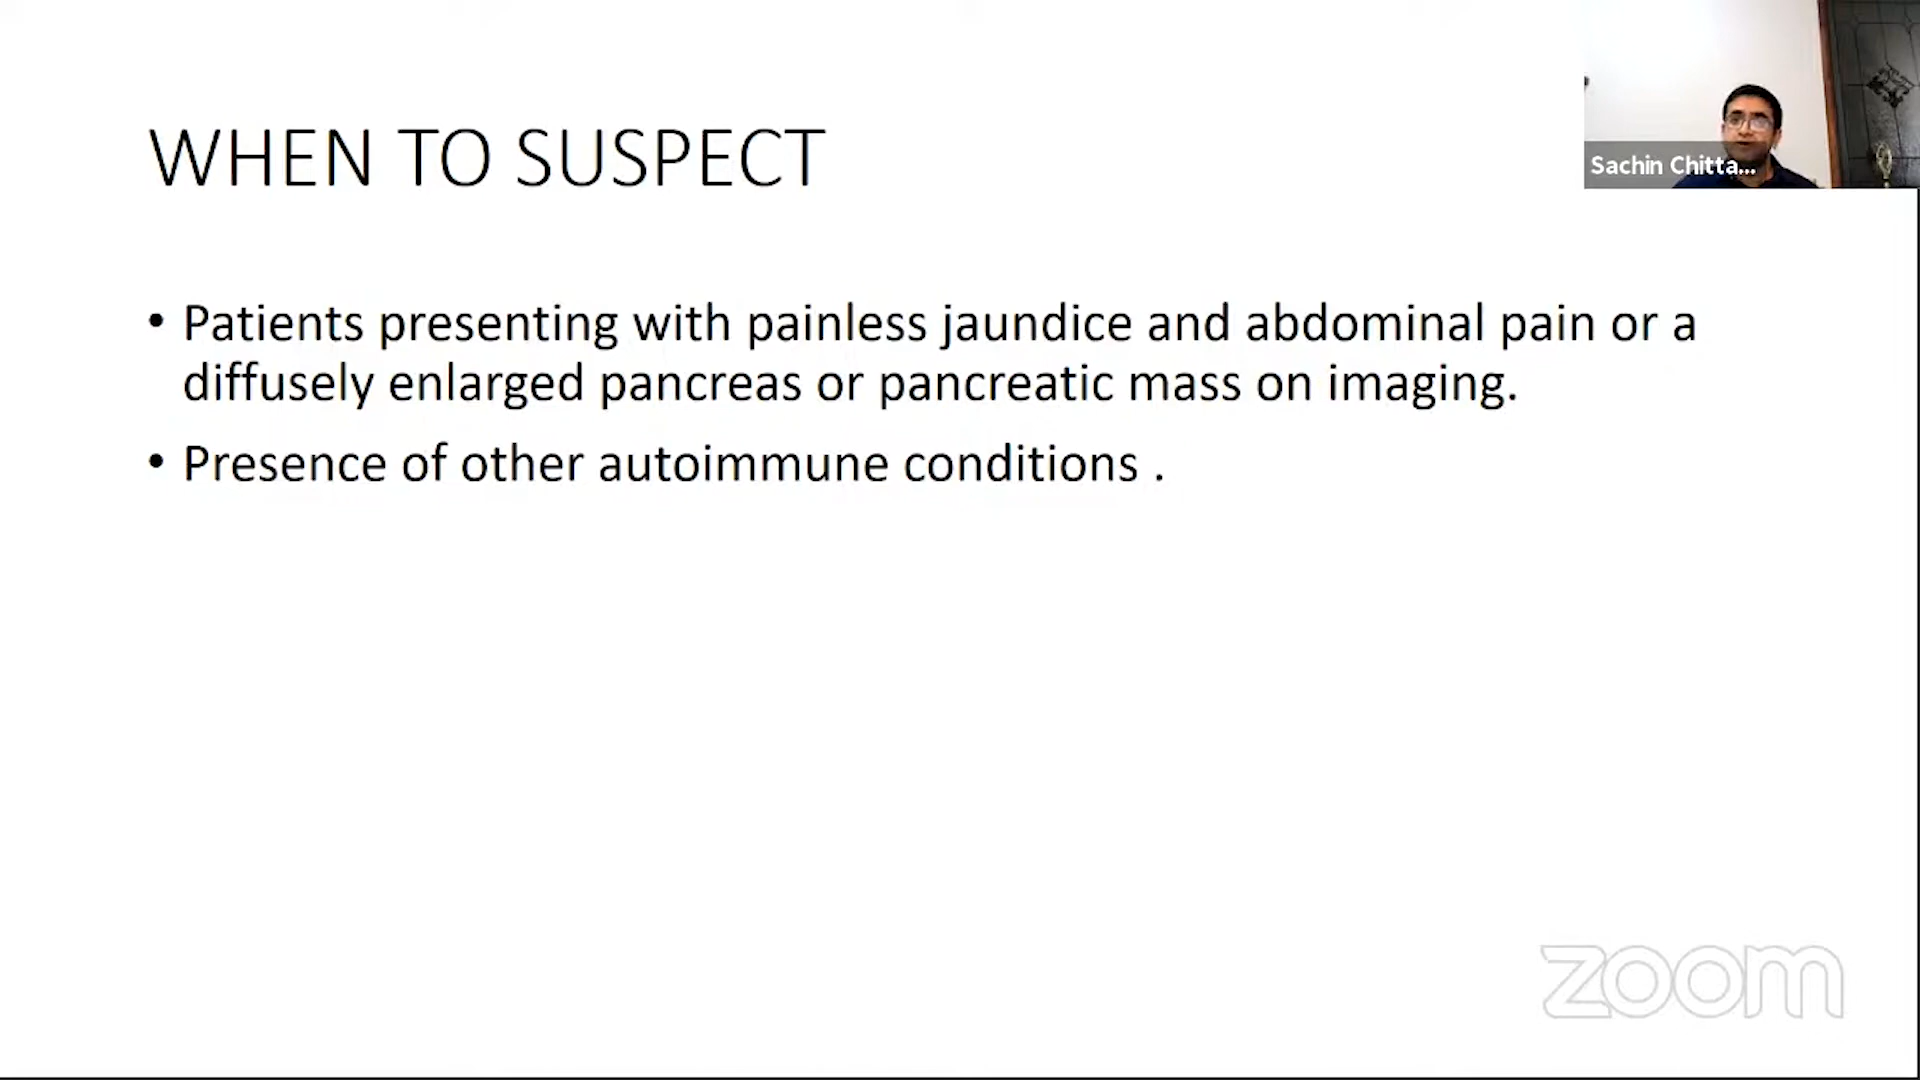 WHEN TO SUSPECT
Sachin Chitta...
• Patients presenting with painless jaundice and abdominal pain or a
diffusely enlarged pancreas or pancreatic mass on imaging.
• Presence of other autoimmune conditions .
zoom